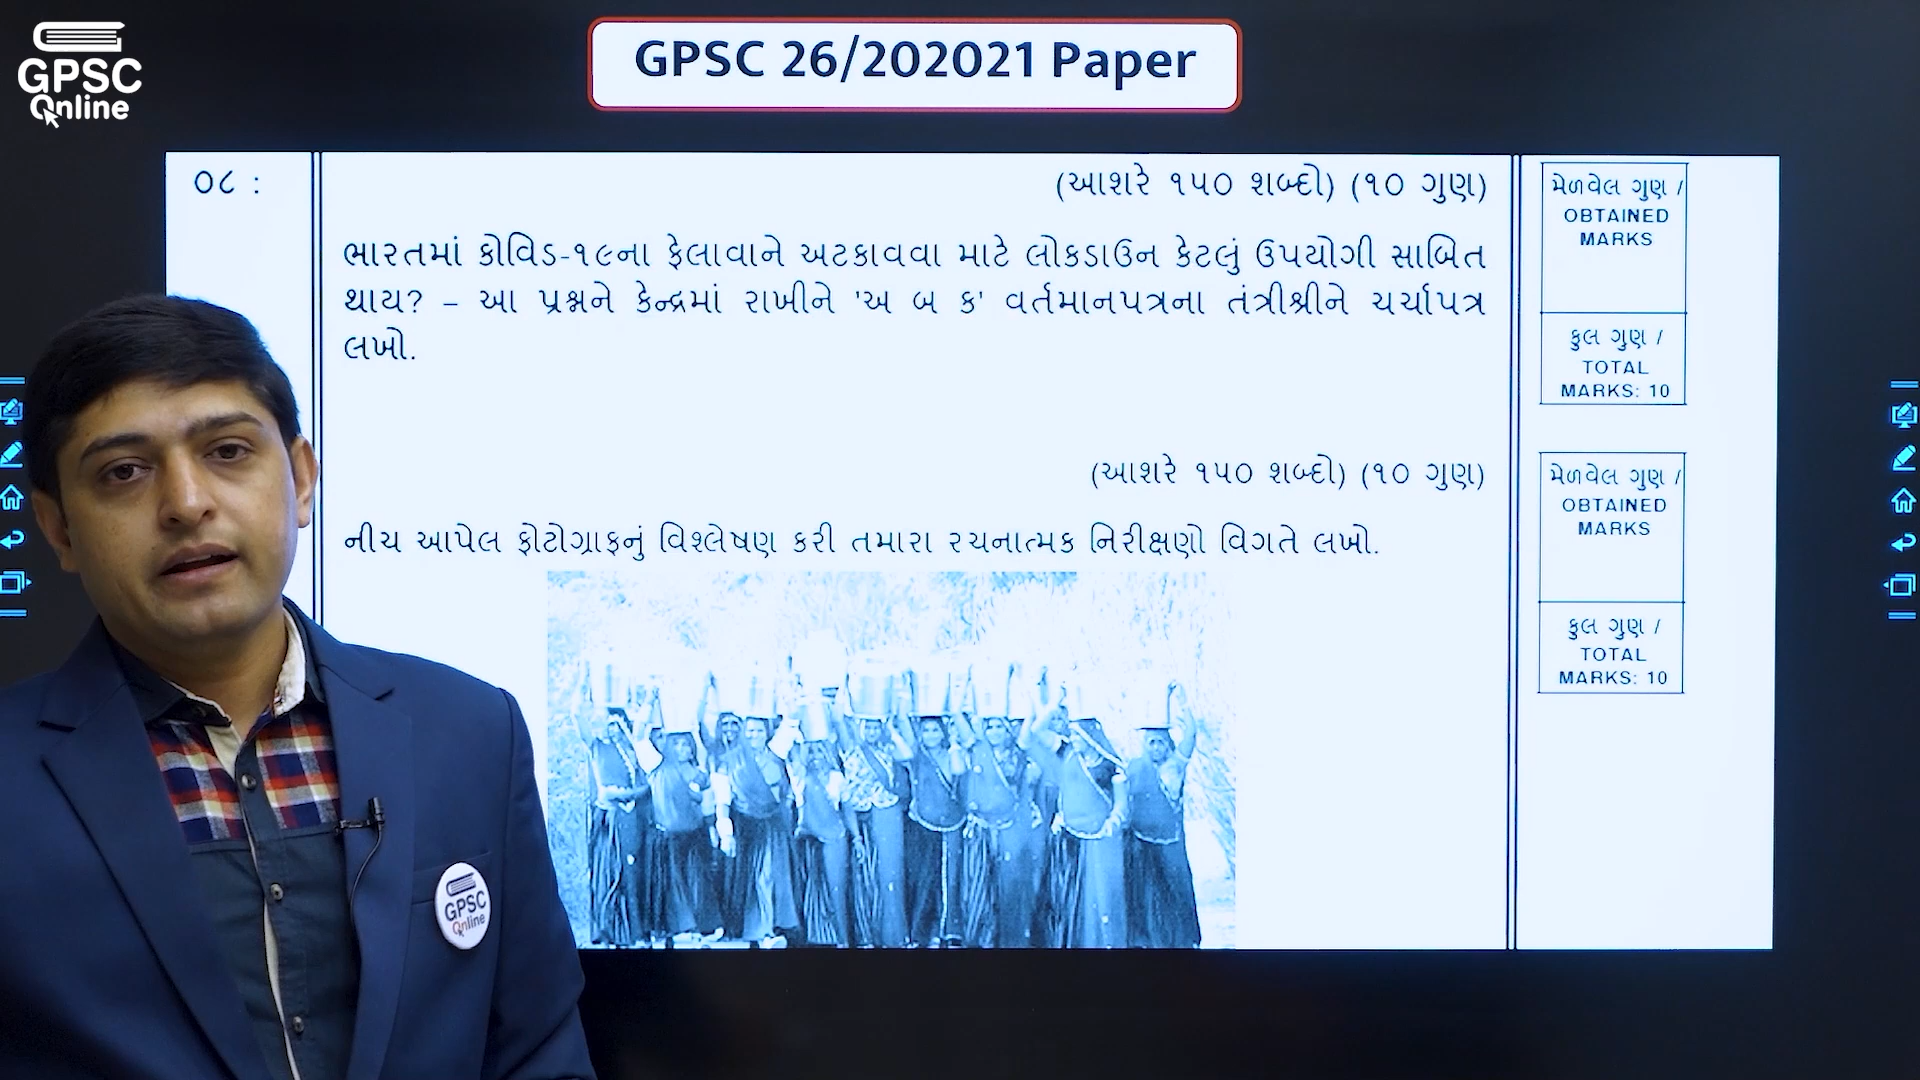 GPSC
Online
GPSC 26/202021 Paper
૦૮ :
(આશરે ૧૫૦ શબ્દો) (૧૦ ગુણ)
ભારતમાં કોવિડ-૧૯ના ફેલાવાને અટકાવવા માટે લોકડાઉન કેટલું ઉપયોગી સાબિત
થાય? – આ પ્રશ્નને કેન્દ્રમાં રાખીને 'અ બ ક' વર્તમાનપત્રના તંત્રીશ્રીને ચર્ચાપત્ર
લખો.
મેળવેલ ગુણ /
OBTAINED
MARKS
કુલ ગુણ /
TOTAL
MARKS: 10
(આશરે ૧૫૦ શબ્દો) (૧૦ ગુણ)
નીચ આપેલ ફોટોગ્રાફનું વિશ્લેષણ કરી તમારા રચનાત્મક નિરીક્ષણો વિગતે લખો.
મેળવેલ ગુણ /
OBTAINED
MARKS
કુલ ગુણ /
TOTAL
MARKS: 10
GPSC
Online